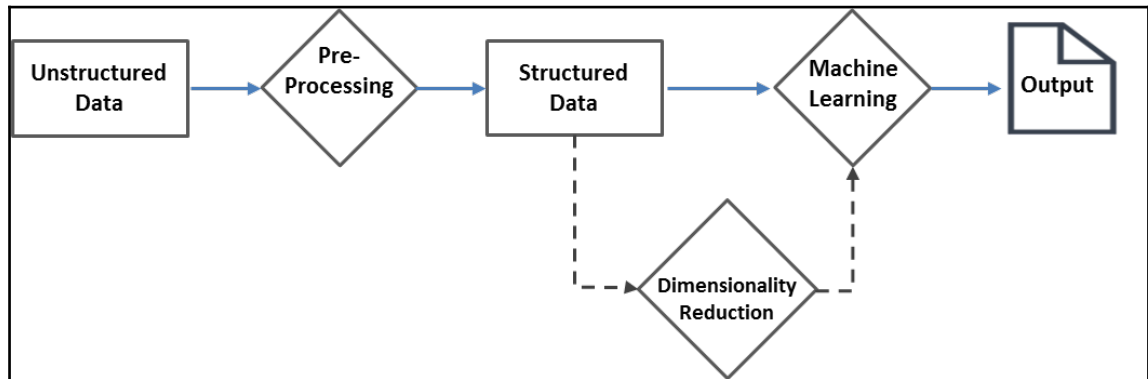 Unstructured
Data
Pre-
Processing
Structured
Data
Machine
Learning
Output
Dimensionality
Reduction